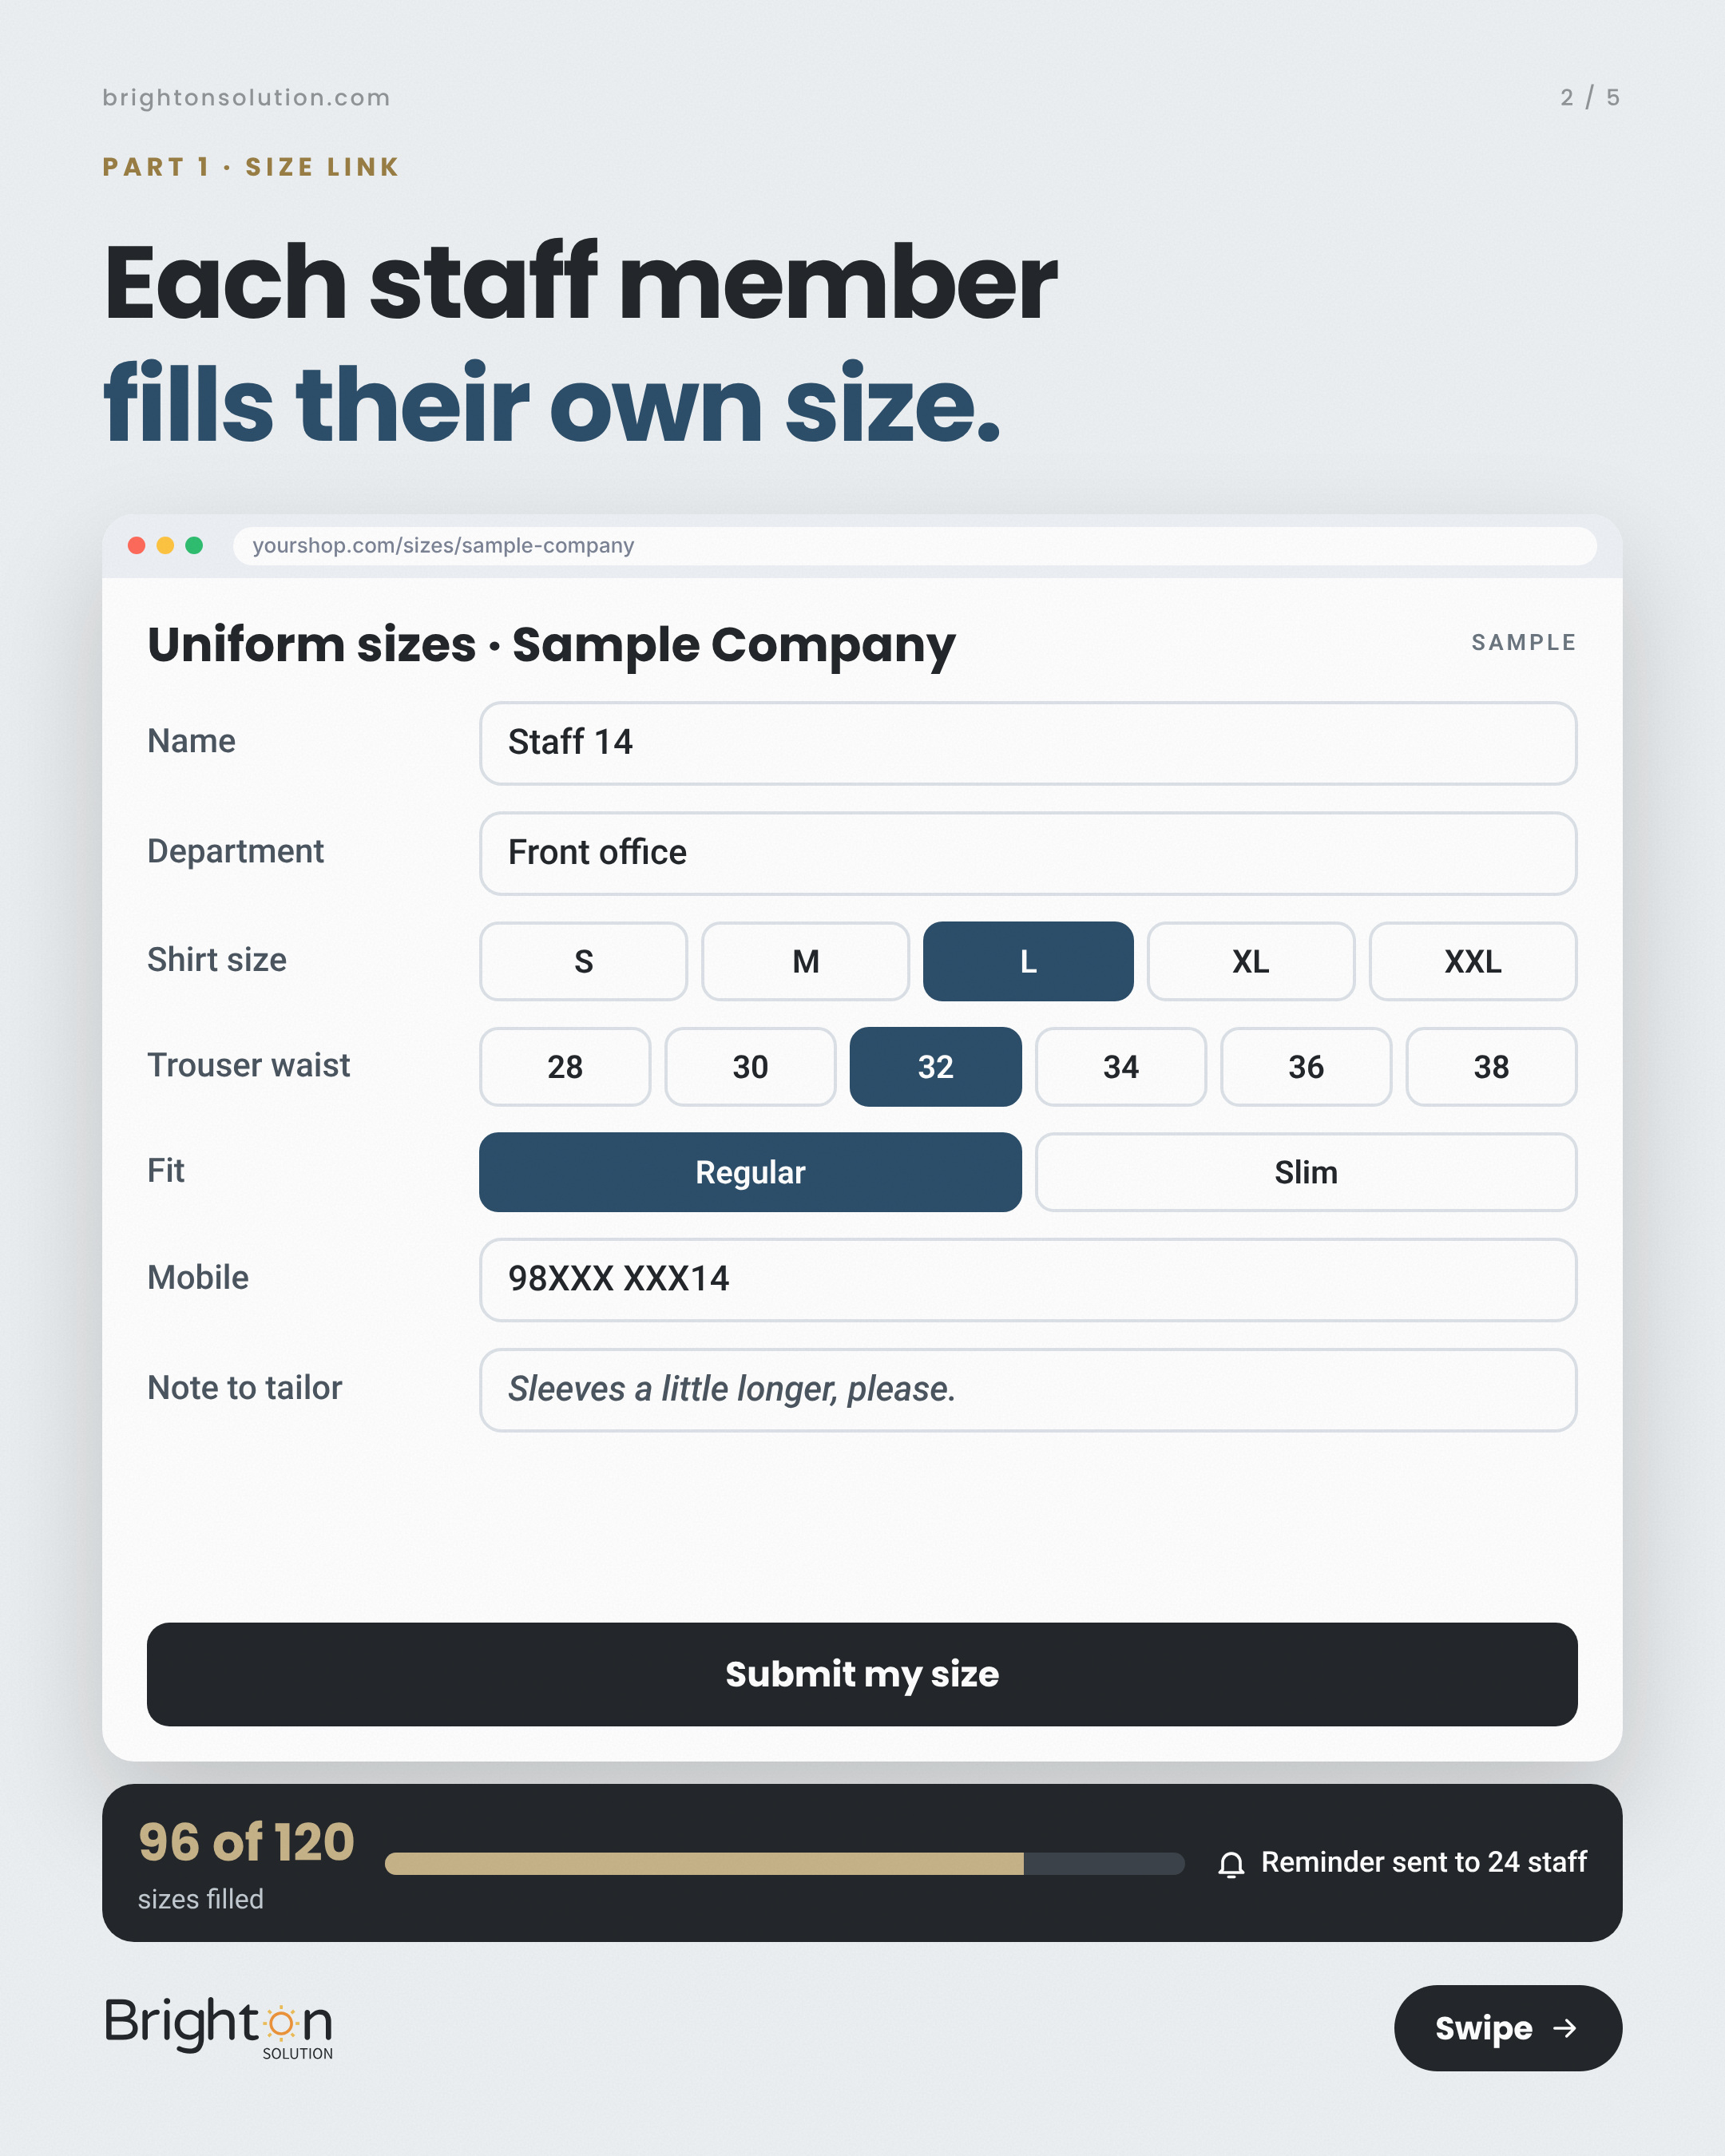 brightonsolution.com
2 / 5
PART 1 · SIZE LINK
Each staff member
fills their own size.
yourshop.com/sizes/sample-company
Uniform sizes · Sample Company
SAMPLE
Name
Staff 14
Department
Front office
Shirt size
S M L XL XXL
Trouser waist
28 30 32 34 36 38
Fit
Regular Slim
Mobile
98XXX XXX14
Note to tailor
Sleeves a little longer, please.
Submit my size
96 of 120
sizes filled
Reminder sent to 24 staff
Brighton
SOLUTION
Swipe →